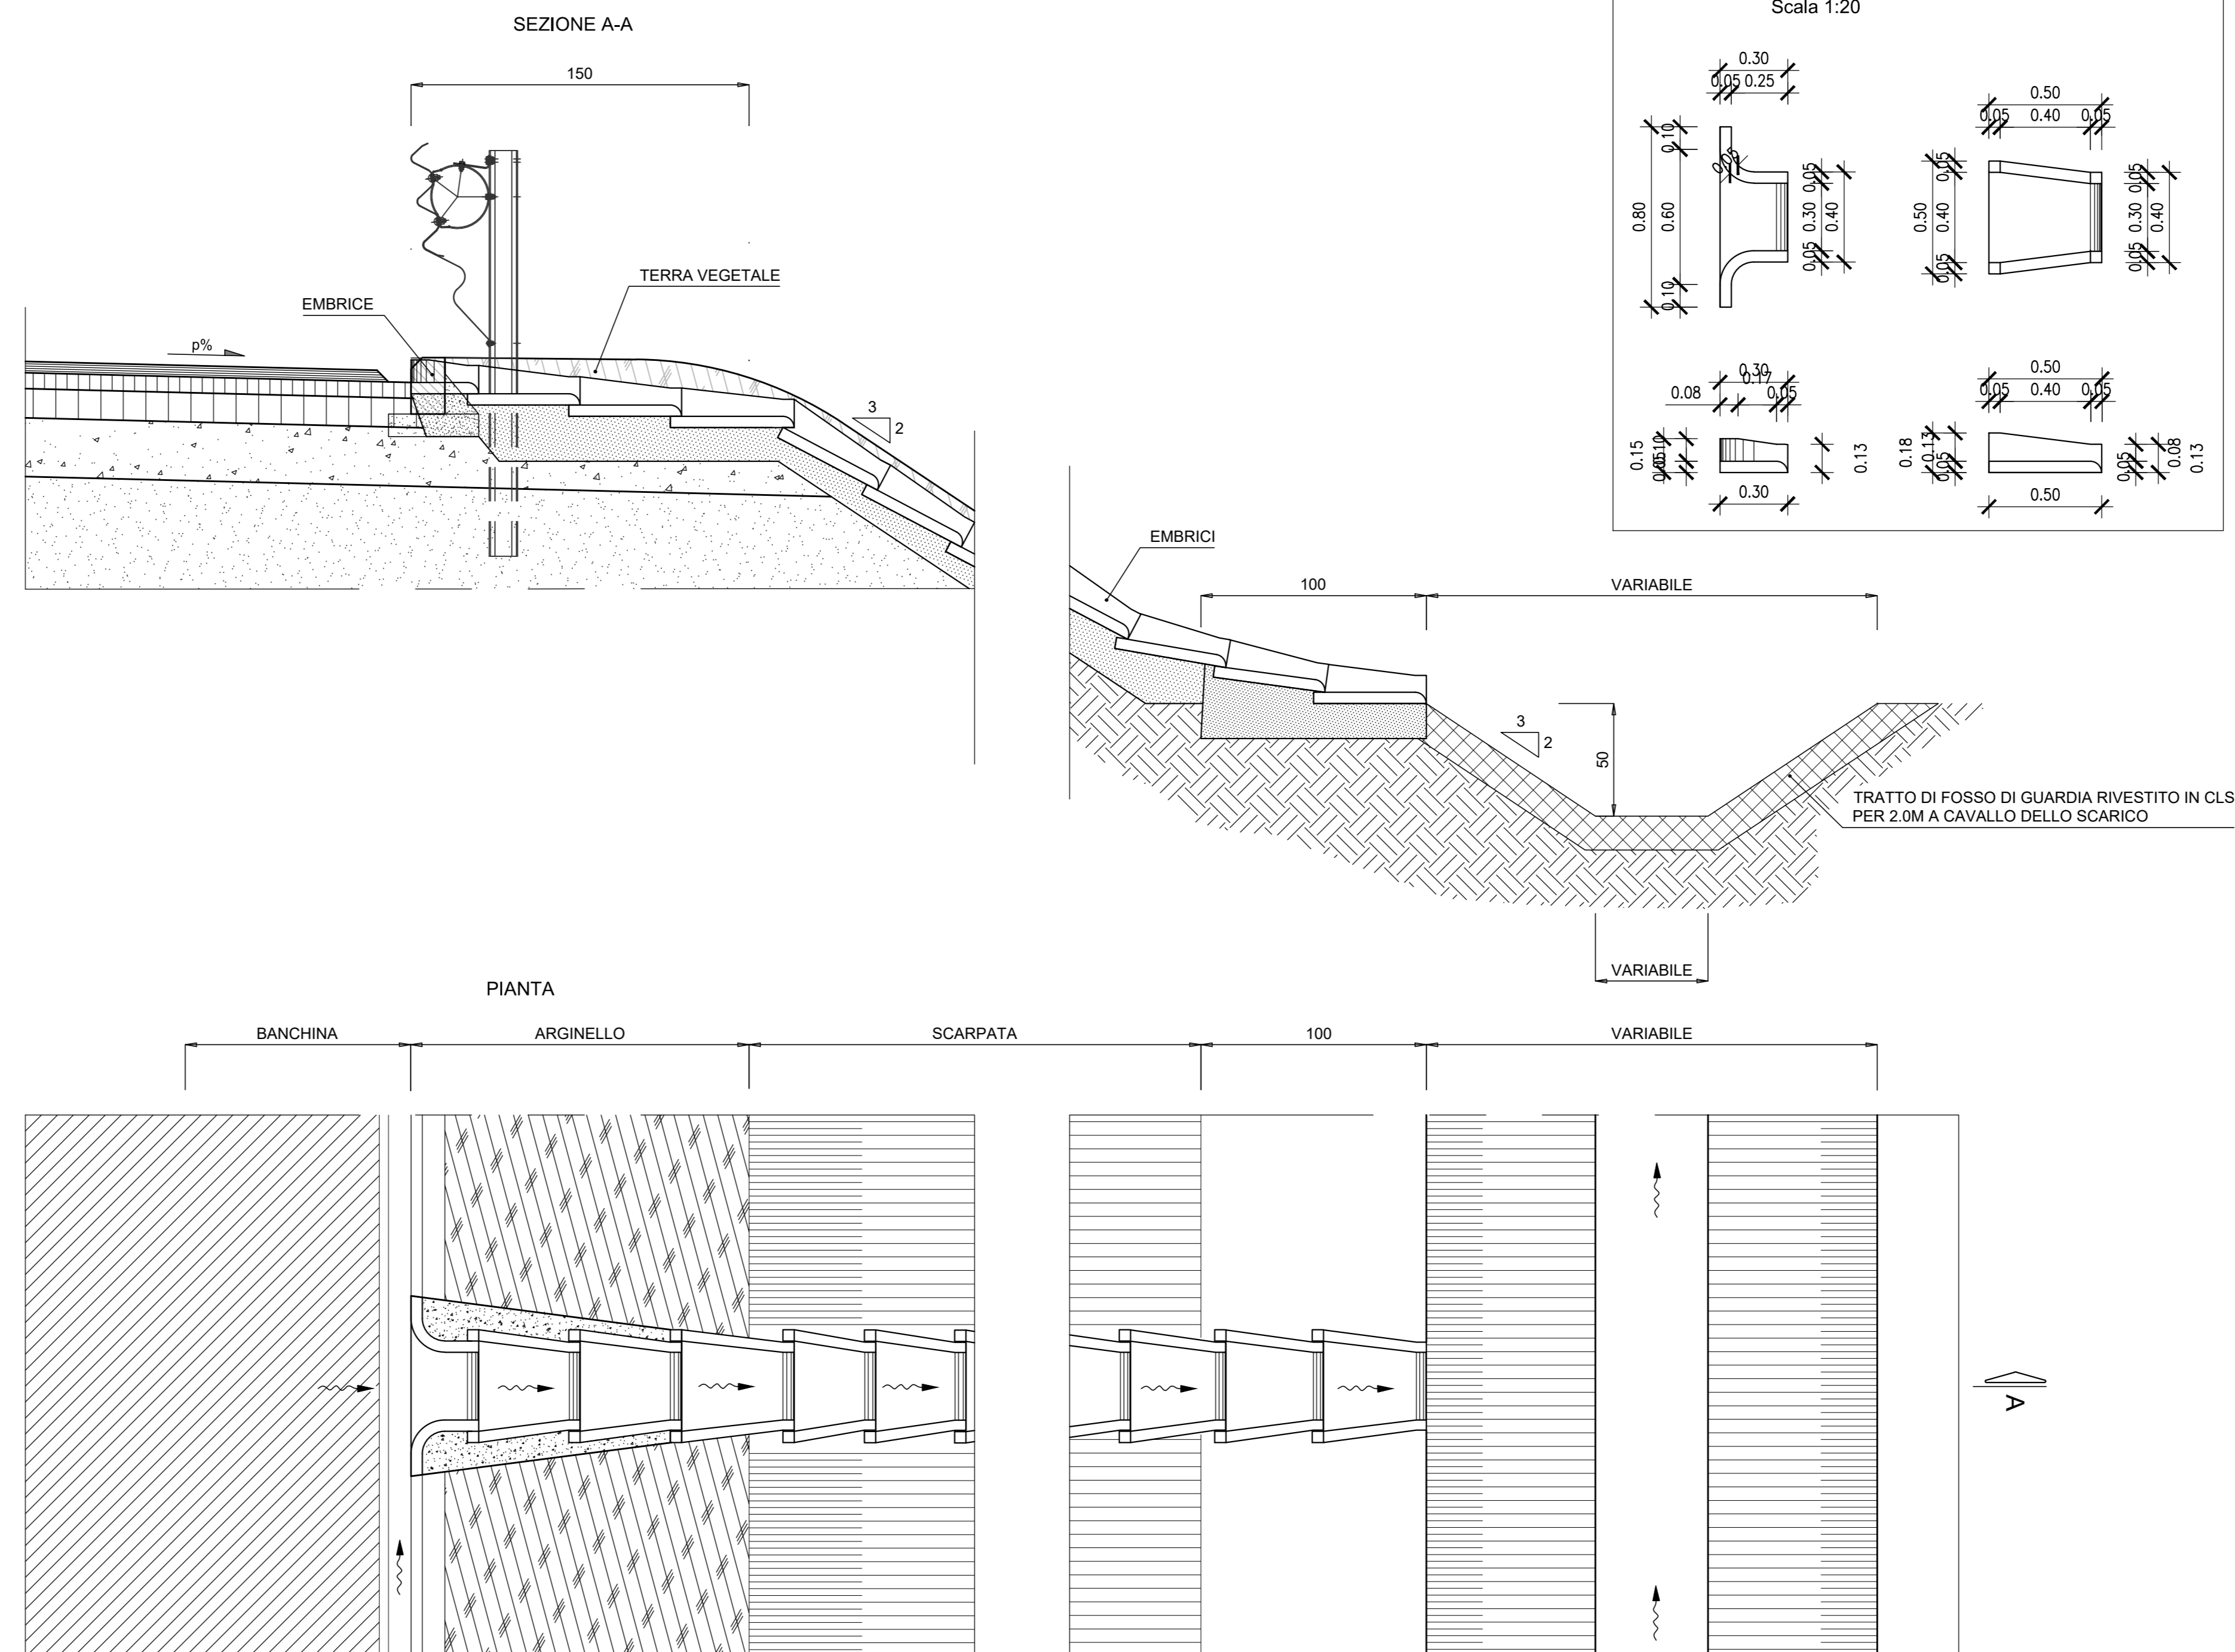 SEZIONE A-A
150
TERRA VEGETALE
EMBRICE
p%
3
2
Scala 1:20
0.30
0.05 0.25
0.10
0.05
0.05
0.80
0.60
0.30
0.40
0.05
0.10
0.50
0.05 0.40 0.05
0.05
0.05
0.50
0.40
0.30
0.40
0.05
0.05
0.30
0.17
0.08
0.05
0.15
0.10
0.05
0.13
0.30
0.50
0.05 0.40 0.05
0.18
0.13
0.05
0.05
0.08
0.13
0.50
EMBRICI
100
VARIABILE
3
2
50
TRATTO DI FOSSO DI GUARDIA RIVESTITO IN CLS
PER 2.0M A CAVALLO DELLO SCARICO
VARIABILE
PIANTA
BANCHINA
ARGINELLO
SCARPATA
100
VARIABILE
A